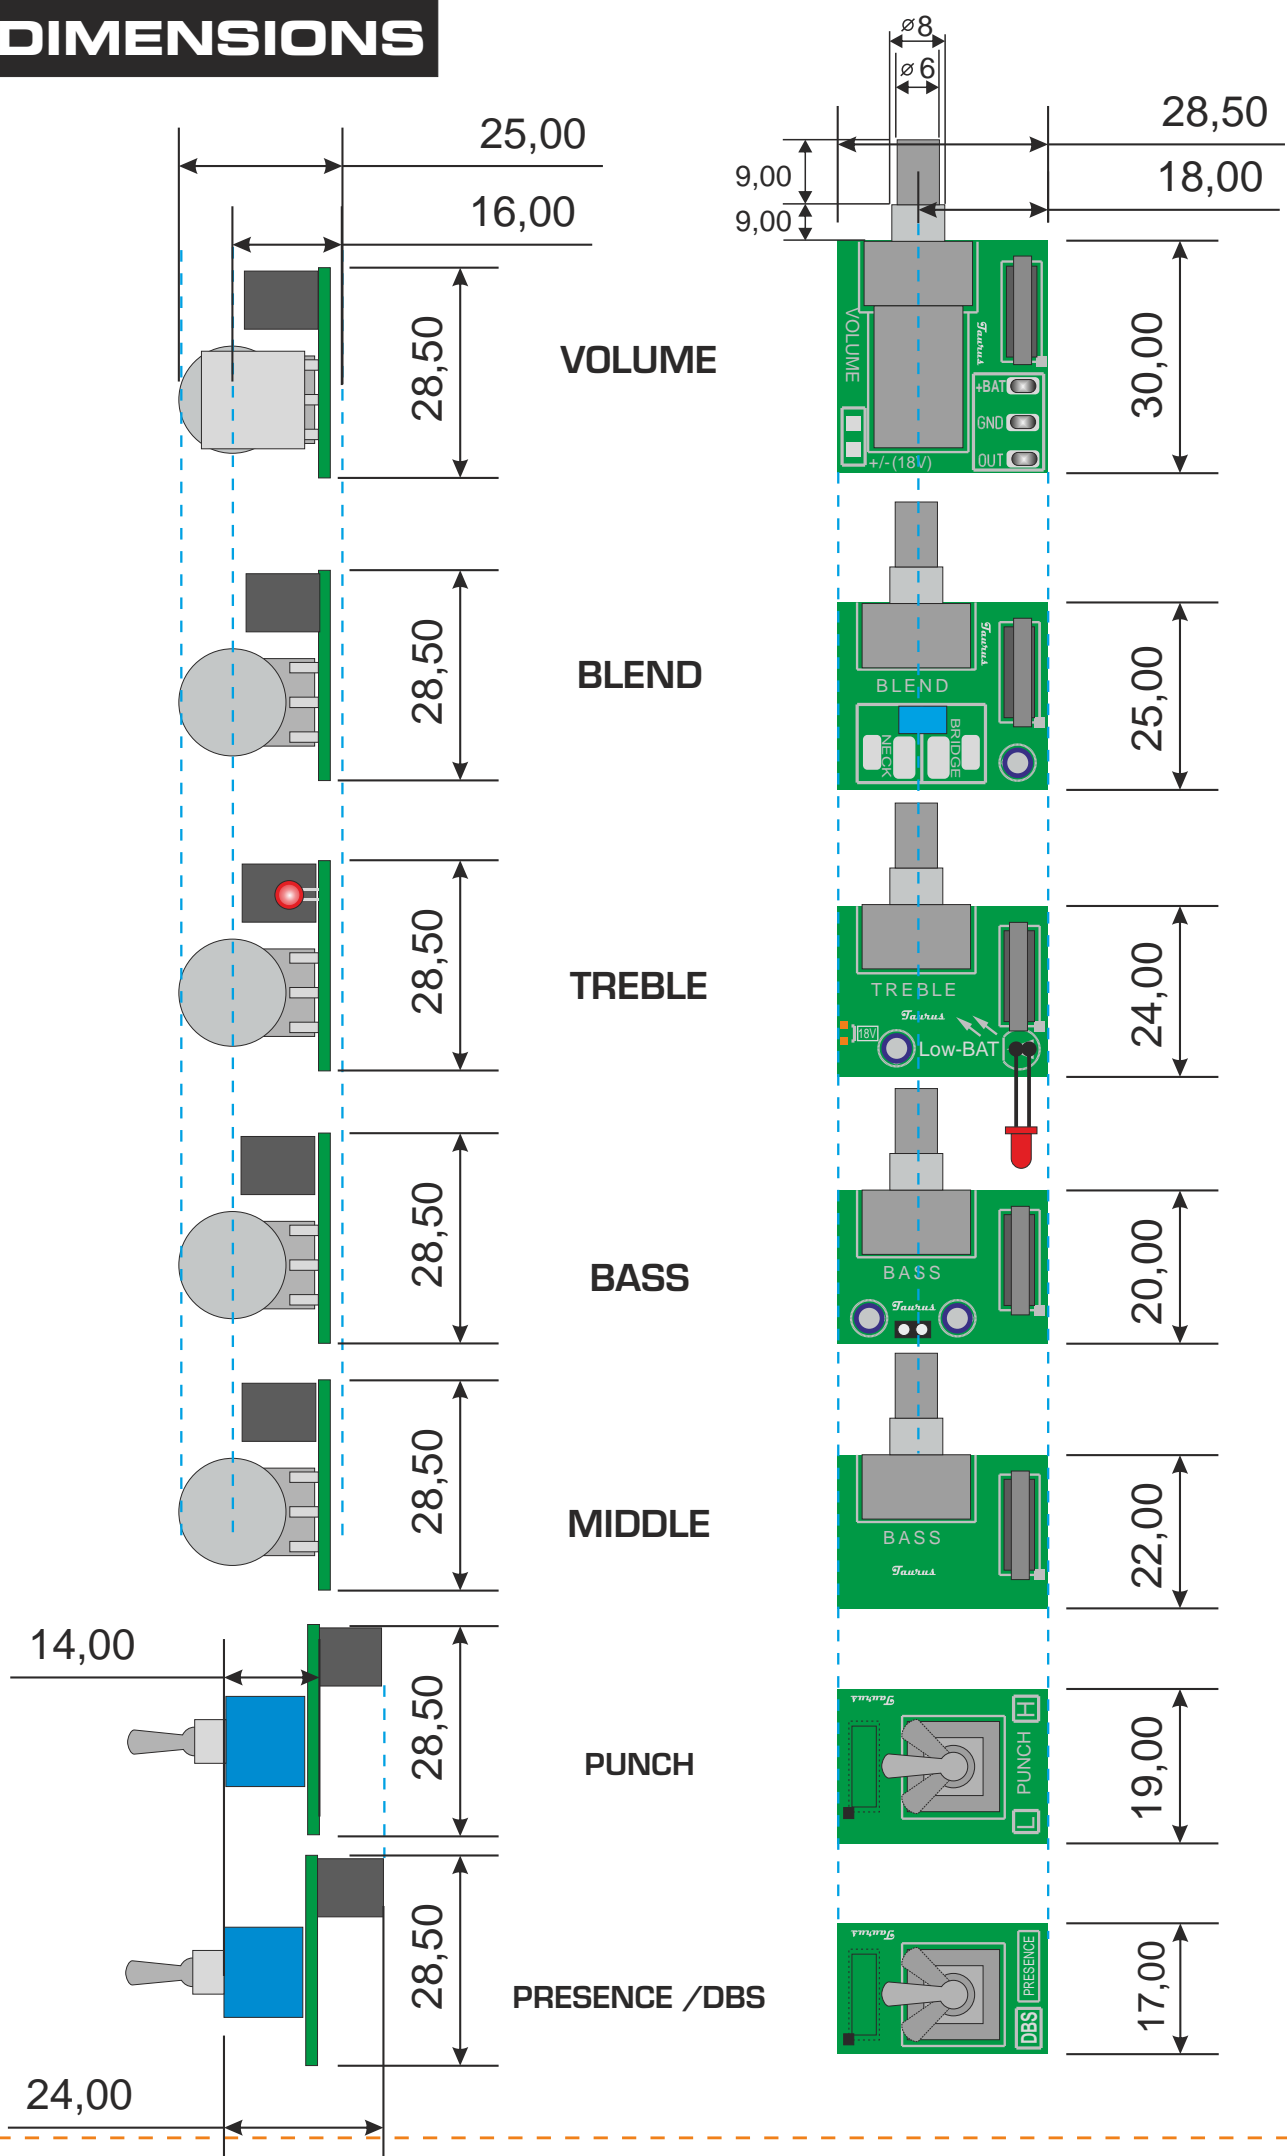 DIMENSIONS
⌀8
⌀6
25,00
28,50
16,00
18,00
9,00
9,00
28,50
VOLUME
VOLUME
Taurus
+BAT
GND
OUT
+/-(18V)
30,00
28,50
BLEND
BLEND
Taurus
NECK
BRIDGE
25,00
28,50
TREBLE
TREBLE
Taurus
18V
Low-BAT
24,00
28,50
BASS
BASS
Taurus
20,00
28,50
MIDDLE
BASS
Taurus
22,00
14,00
28,50
PUNCH
Taurus
H
PUNCH
L
19,00
28,50
PRESENCE /DBS
Taurus
PRESENCE
DBS
17,00
24,00